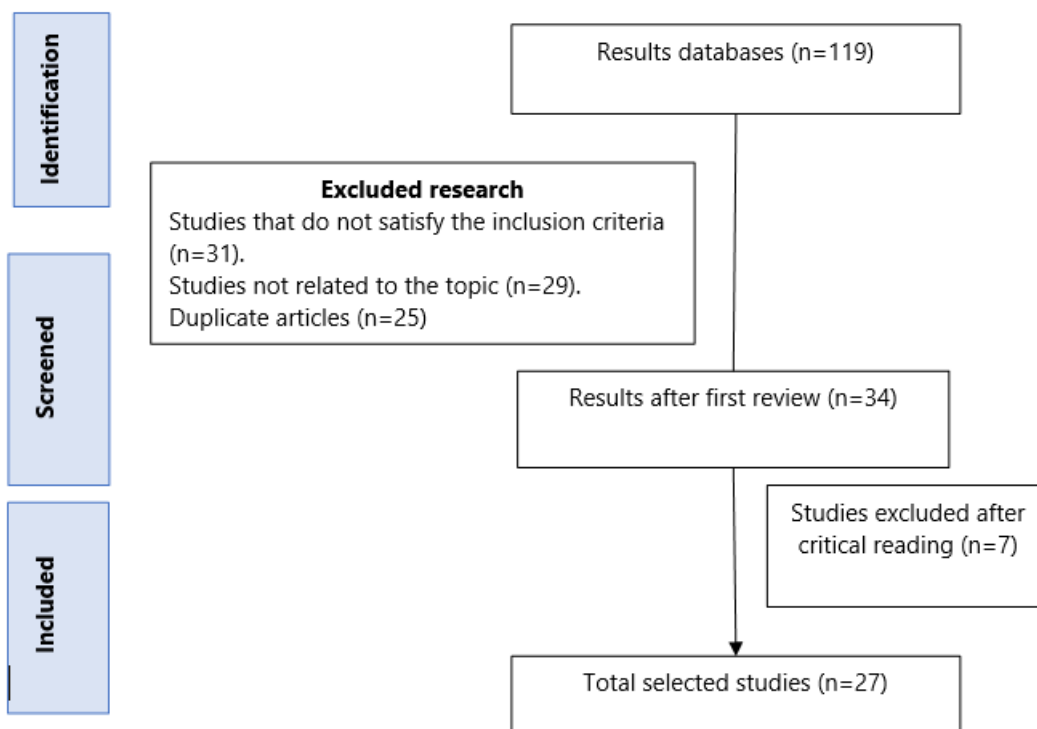 Identification
Results databases (n=119)
Excluded research
Studies that do not satisfy the inclusion criteria
(n=31).
Studies not related to the topic (n=29).
Duplicate articles (n=25)
Screened
Results after first review (n=34)
Studies excluded after
critical reading (n=7)
Included
Total selected studies (n=27)